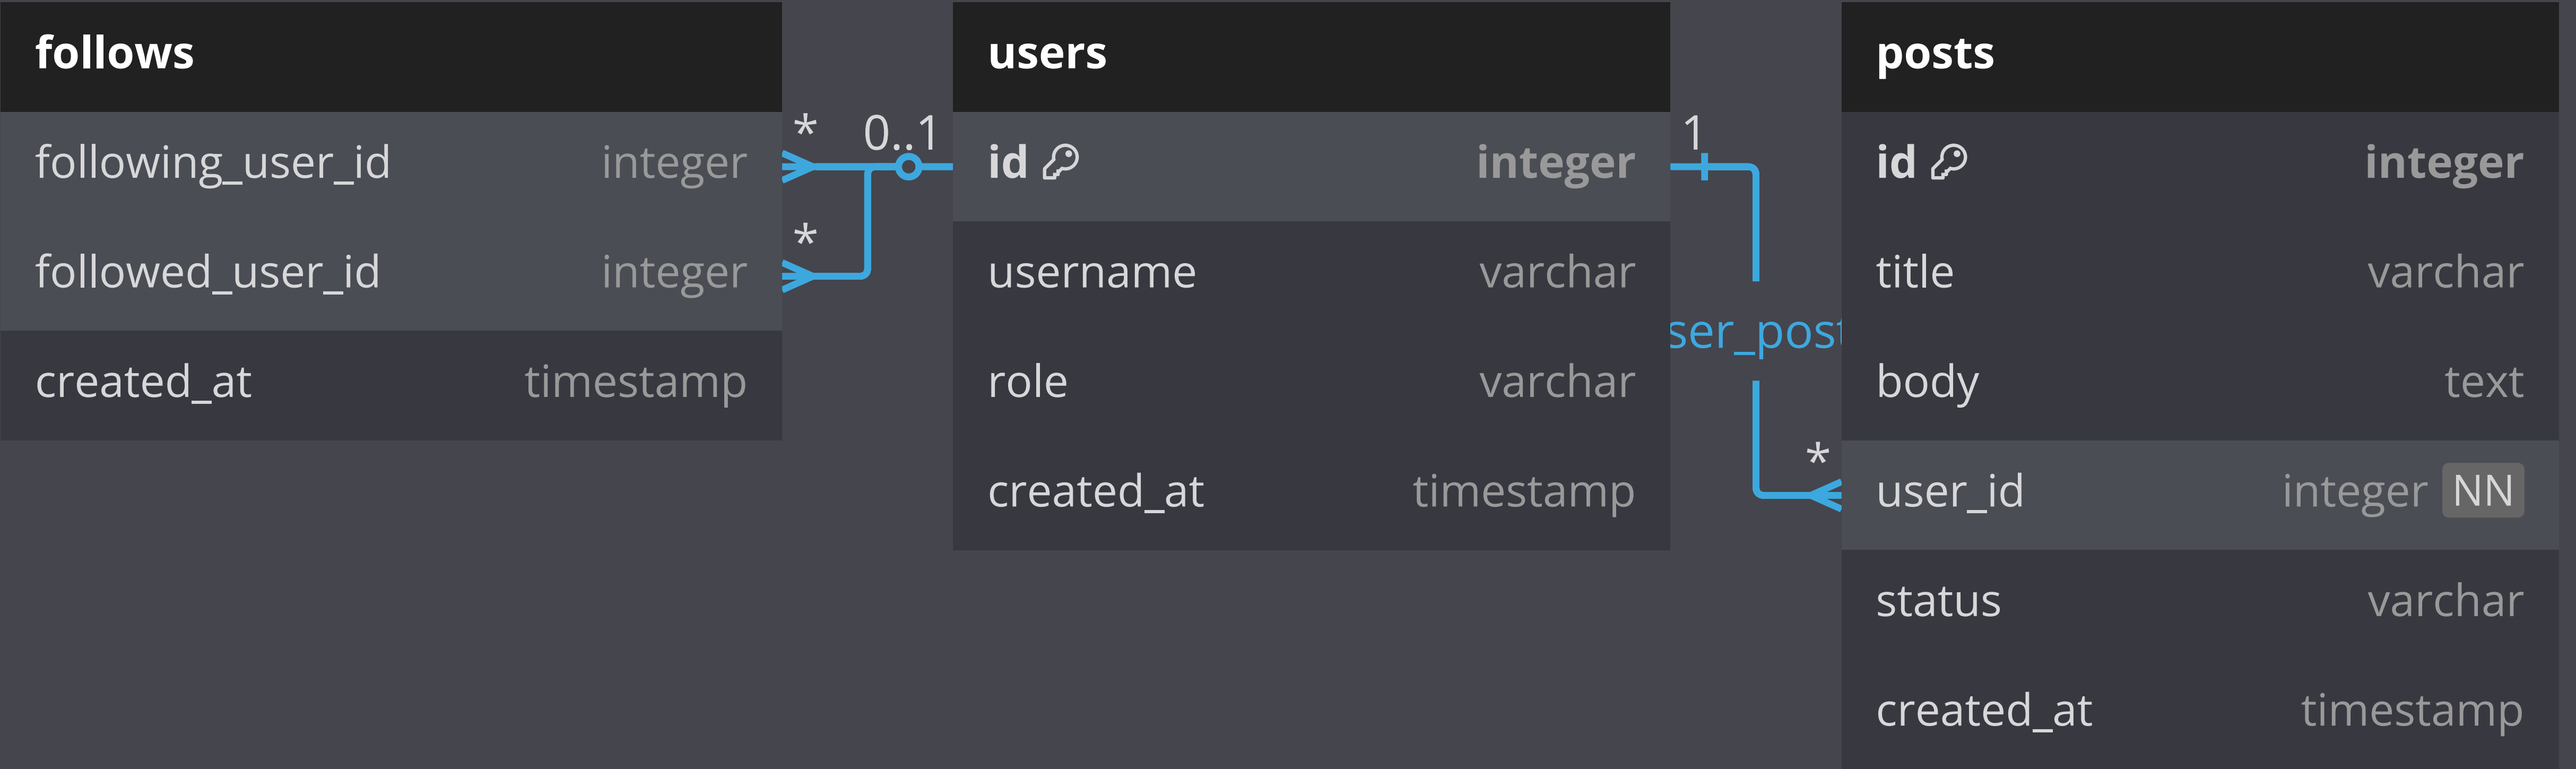 follows
following_user_id integer
followed_user_id integer
created_at timestamp
* 0..1
*
users
id integer
username varchar
role varchar
created_at timestamp
1
ser_post
*
posts
id integer
title varchar
body text
user_id integer NN
status varchar
created_at timestamp